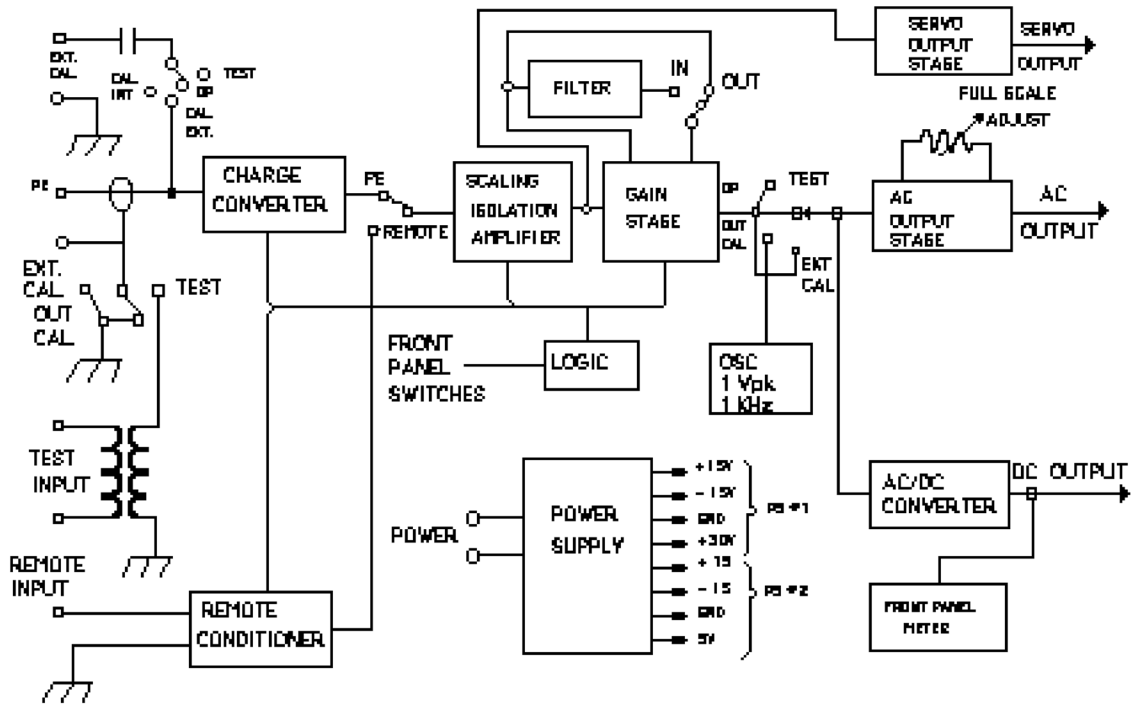 EXT.
CAL.
CAL
INT
TEST
OP
CAL
EXT.
PE
CHARGE
CONVERTER
PE
REMOTE
SCALING
ISOLATION
AMPLIFIER
FILTER
IN
OUT
GAIN
STAGE
SERVO
OUTPUT
STAGE
SERVO
OUTPUT
FULL SCALE
ADJUST
OP
OUT
CAL
TEST
EXT
CAL
AC
OUTPUT
STAGE
AC
OUTPUT
EXT.
CAL
OUT
CAL
TEST
FRONT
PANEL
SWITCHES
LOGIC
OSC
1 Vpk
1 KHz
TEST
INPUT
POWER
POWER
SUPPLY
+15V
-15V
GND
+30V
PS #1
+15
-15
GND
5V
PS #2
AC/DC
CONVERTER
DC OUTPUT
FRONT PANEL
METER
REMOTE
INPUT
REMOTE
CONDITIONER